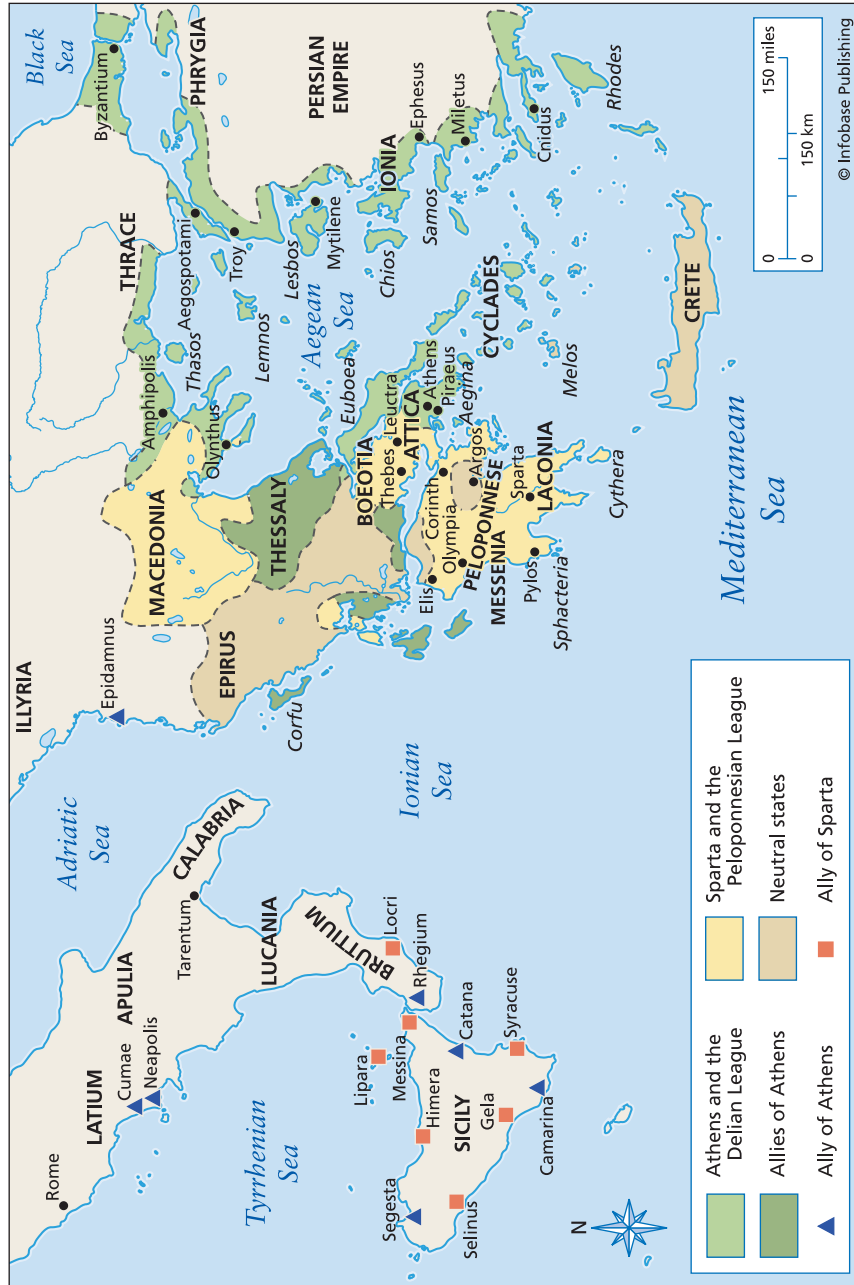 Black
Sea
Adriatic
Sea
Tyrrhenian
Sea
Ionian
Sea
Aegean
Sea
Mediterranean
Sea
ILLYRIA
THRACE
PHRYGIA
PERSIAN
EMPIRE
IONIA
MACEDONIA
EPIRUS
THESSALY
BOEOTIA
ATTICA
PELOPONNESE
MESSENIA
LACONIA
CYCLADES
CRETE
LATIUM
APULIA
CALABRIA
LUCANIA
BRUTTIUM
SICILY
Rome
Cumae
Neapolis
Tarentum
Locri
Rhegium
Lipara
Messina
Himera
Catana
Syracuse
Gela
Camarina
Segesta
Selinus
Epidamnus
Corfu
Amphipolis
Olynthus
Thasos
Aegospotami
Byzantium
Troy
Lemnos
Lesbos
Mytilene
Chios
Samos
Ephesus
Miletus
Cnidus
Rhodes
Euboea
Leuctra
Thebes
Athens
Piraeus
Aegina
Corinth
Argos
Olympia
Elis
Sparta
Pylos
Sphacteria
Cythera
Melos
N
Athens and the
Delian League
Allies of Athens
Ally of Athens
Sparta and the
Peloponnesian League
Neutral states
Ally of Sparta
0 150 miles
0 150 km
© Infobase Publishing